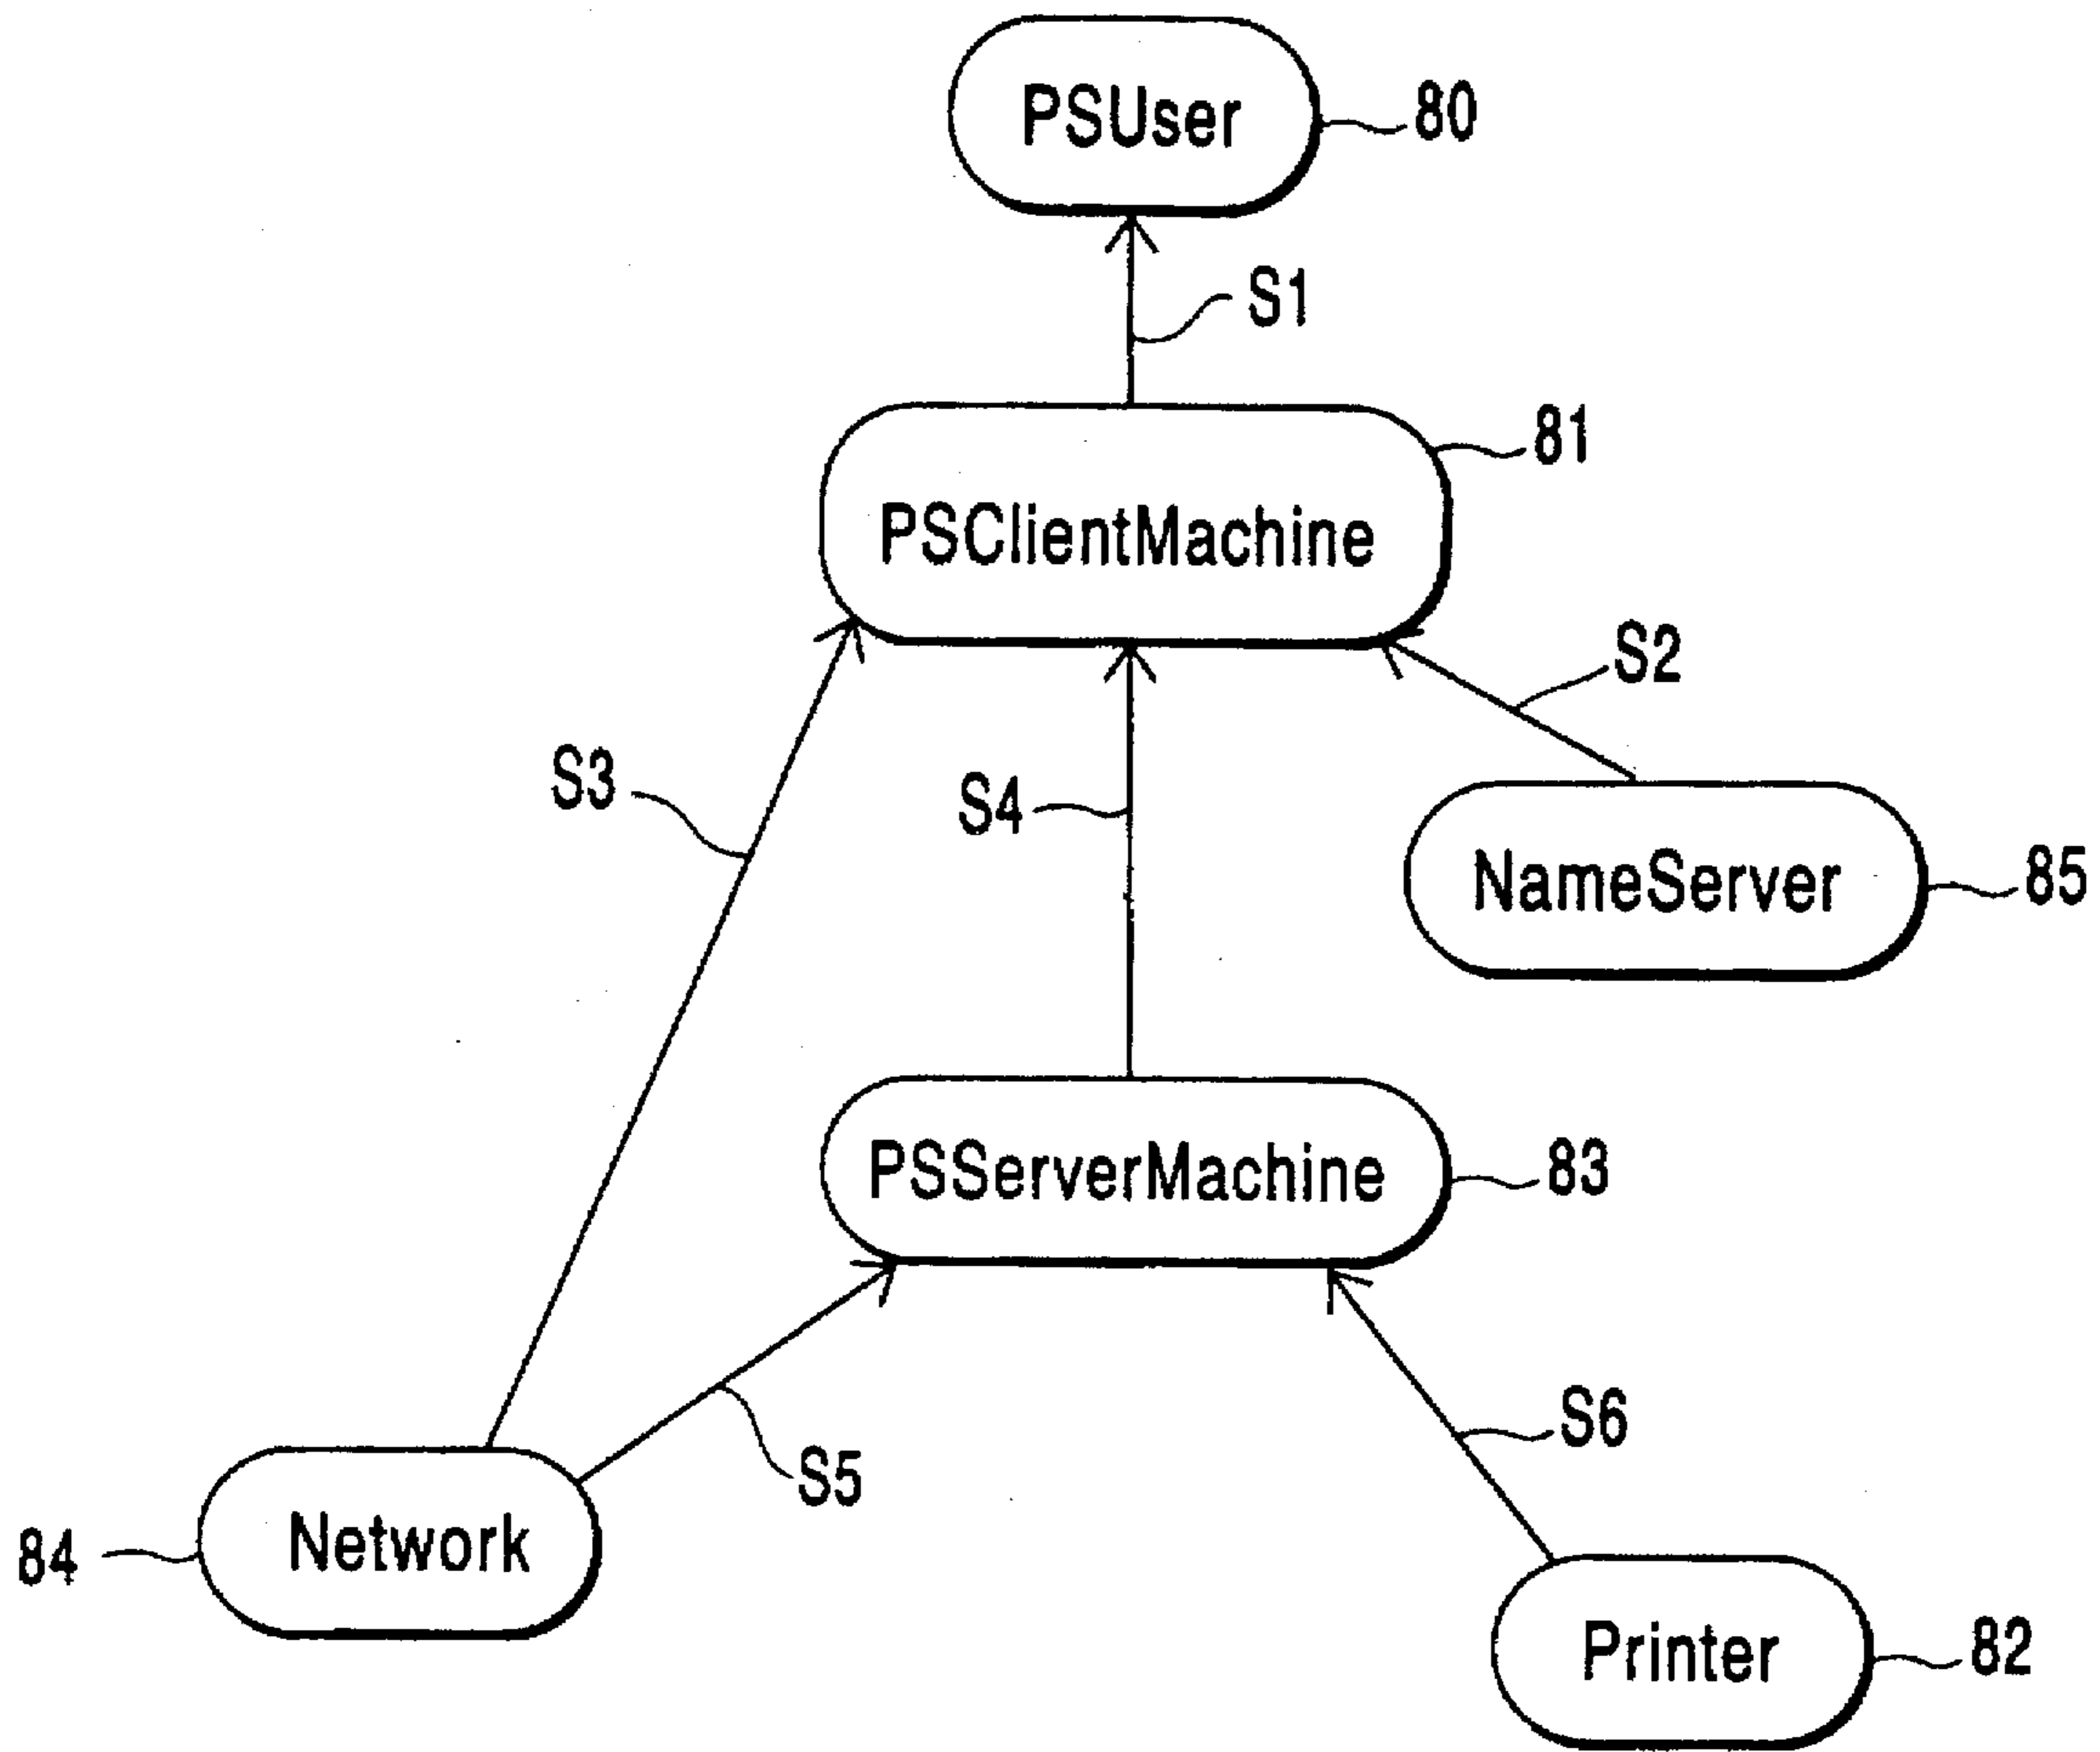 PSUser
80
S1
81
PSClientMachine
S2
S3
S4
NameServer
85
PSServerMachine
83
S6
S5
84
Network
Printer
82